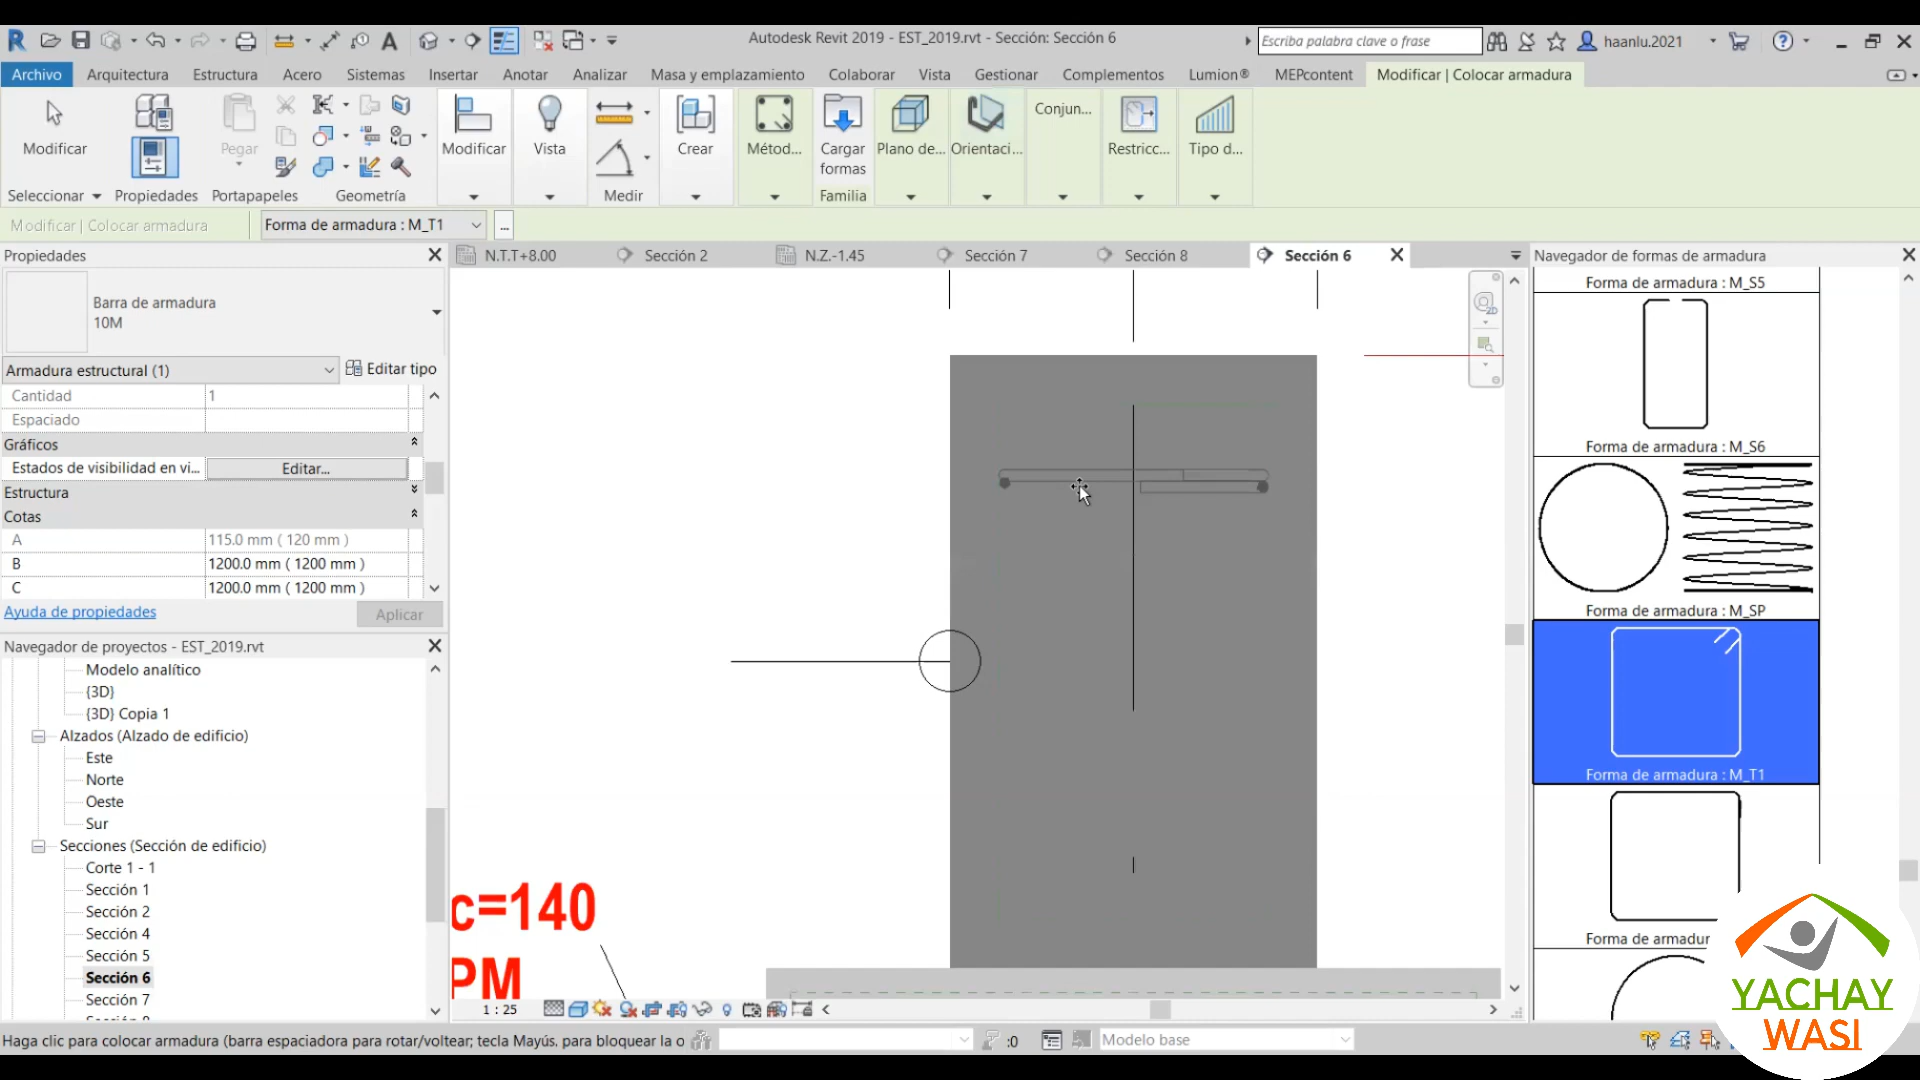 Autodesk Revit 2019 - EST_2019.rvt - Sección: Sección 6
Escriba palabra clave o frase
haanlu.2021
Archivo
Arquitectura
Estructura
Acero
Sistemas
Insertar
Anotar
Analizar
Masa y emplazamiento
Colaborar
Vista
Gestionar
Complementos
Lumion®
MEPcontent
Modificar | Colocar armadura
Modificar
Pegar
Modificar
Vista
Crear
Métod...
Cargar
formas
Plano de...
Orientaci...
Conjun...
Restricc...
Tipo d...
Seleccionar
Propiedades
Portapapeles
Geometría
Medir
Familia
Modificar | Colocar armadura
Forma de armadura : M_T1
...
Propiedades
N.T.T+8.00
Sección 2
N.Z.-1.45
Sección 7
Sección 8
Sección 6
Navegador de formas de armadura
Barra de armadura
10M
Armadura estructural (1)
Editar tipo
Cantidad
1
Espaciado
Gráficos
Estados de visibilidad en vi...
Editar...
Estructura
Cotas
A
115.0 mm ( 120 mm )
B
1200.0 mm ( 1200 mm )
C
1200.0 mm ( 1200 mm )
Ayuda de propiedades
Aplicar
Navegador de proyectos - EST_2019.rvt
Modelo analítico
{3D}
{3D} Copia 1
Alzados (Alzado de edificio)
Este
Norte
Oeste
Sur
Secciones (Sección de edificio)
Corte 1 - 1
Sección 1
Sección 2
Sección 4
Sección 5
Sección 6
Sección 7
c=140
PM
2D
Forma de armadura : M_S5
Forma de armadura : M_S6
Forma de armadura : M_SP
Forma de armadura : M_T1
Forma de armadur
1 : 25
Haga clic para colocar armadura (barra espaciadora para rotar/voltear; tecla Mayús. para bloquear la o
:0
Modelo base
YACHAY
WASI